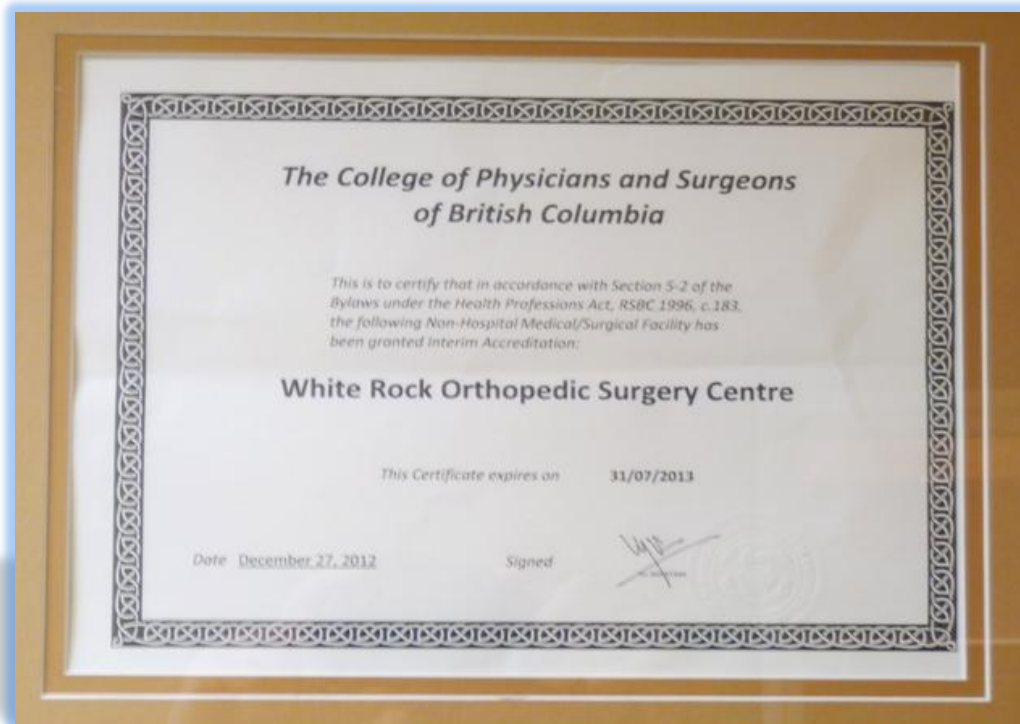 The College of Physicians and Surgeons
of British Columbia
This is to certify that in accordance with Section 5-2 of the
Bylaws under the Health Professions Act, RSBC 1996, c.183,
the following Non-Hospital Medical/Surgical Facility has
been granted Interim Accreditation:
White Rock Orthopedic Surgery Centre
This Certificate expires on 31/07/2013
Date December 27, 2012 Signed